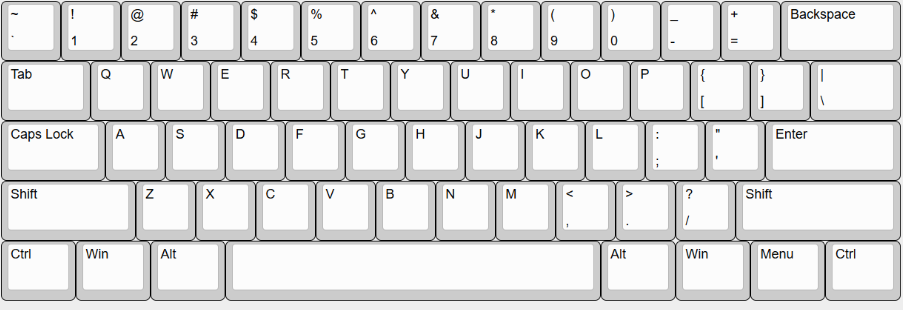 ~ ! @ # $ % ^ & * ( ) _ + Backspace
` 1 2 3 4 5 6 7 8 9 0 - =
Tab Q W E R T Y U I O P { } |
[ ] \
Caps Lock A S D F G H J K L : " Enter
; '
Shift Z X C V B N M < > ? Shift
, . /
Ctrl Win Alt Alt Win Menu Ctrl